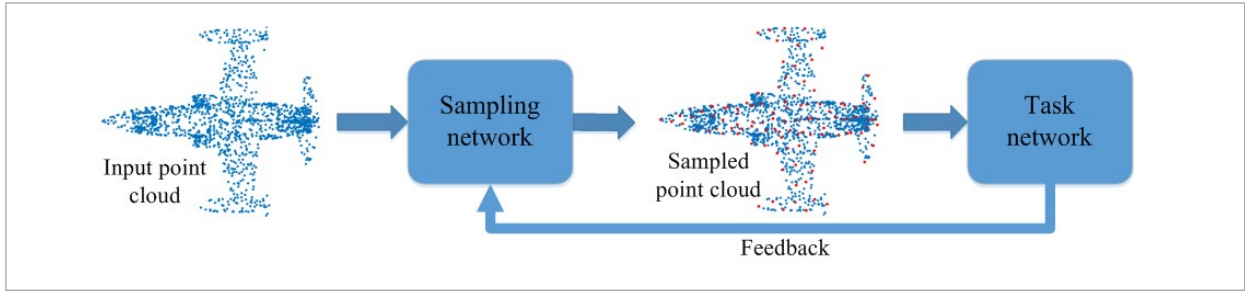 Input point
cloud
Sampling
network
Sampled
point cloud
Task
network
Feedback